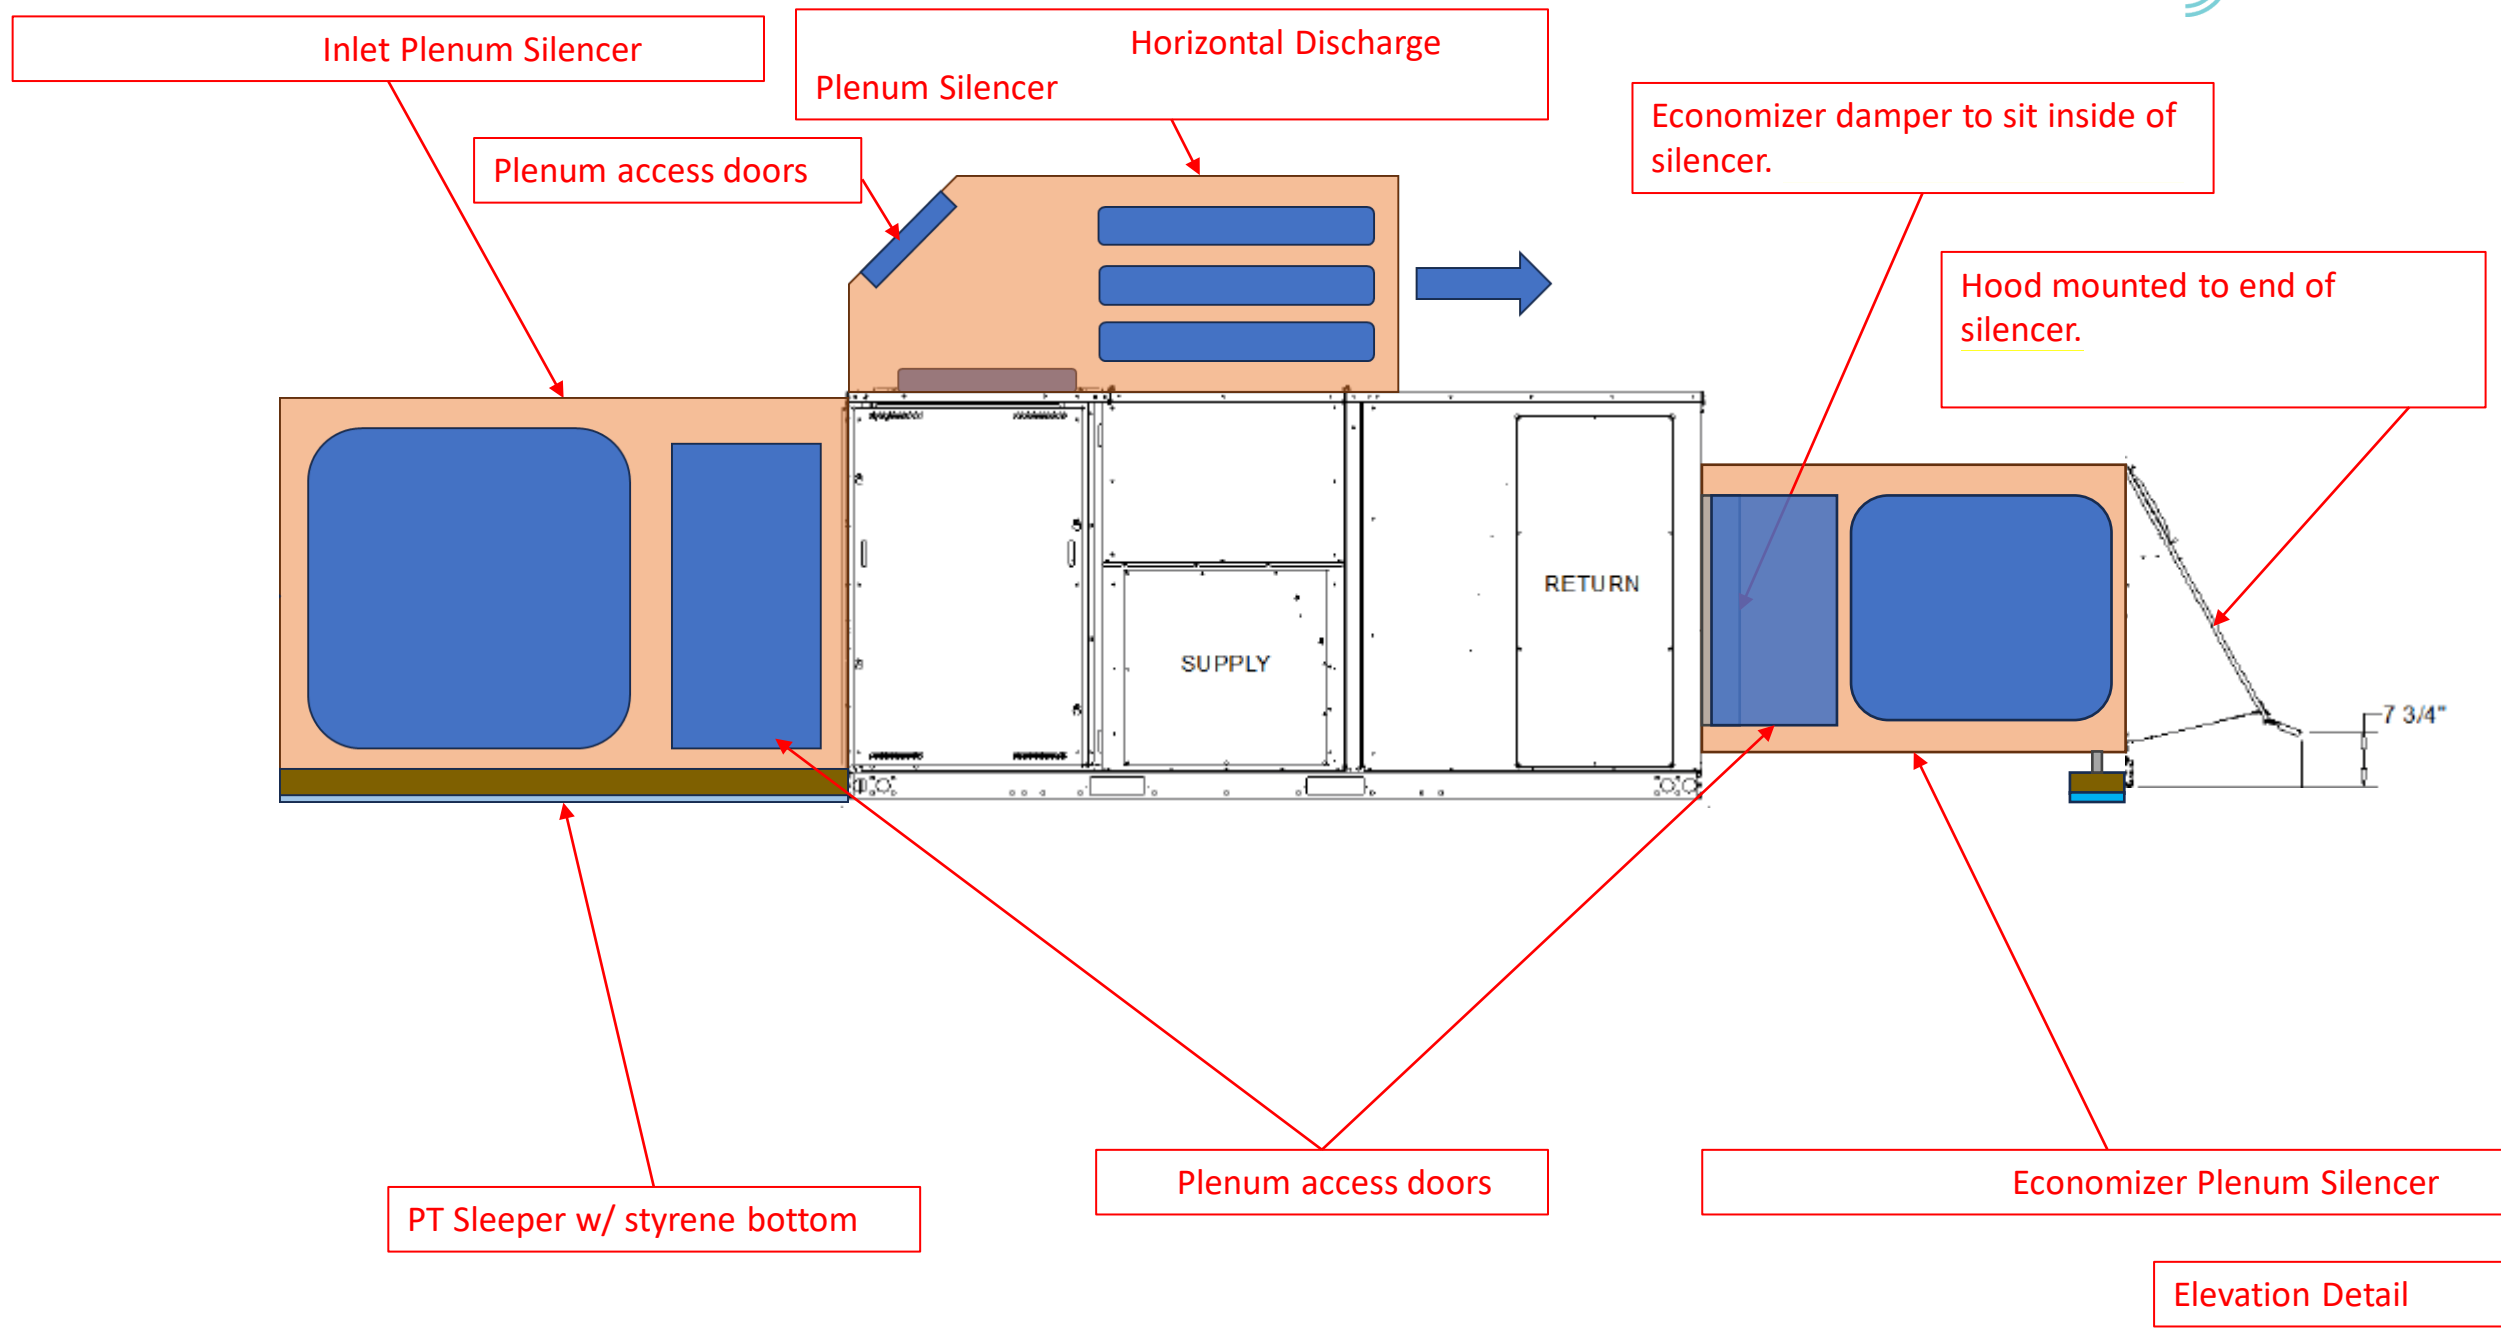 Inlet Plenum Silencer
Horizontal Discharge
Plenum Silencer
Plenum access doors
Economizer damper to sit inside of
silencer.
Hood mounted to end of
silencer.
RETURN
SUPPLY
7 3/4"
Plenum access doors
Economizer Plenum Silencer
PT Sleeper w/ styrene bottom
Elevation Detail